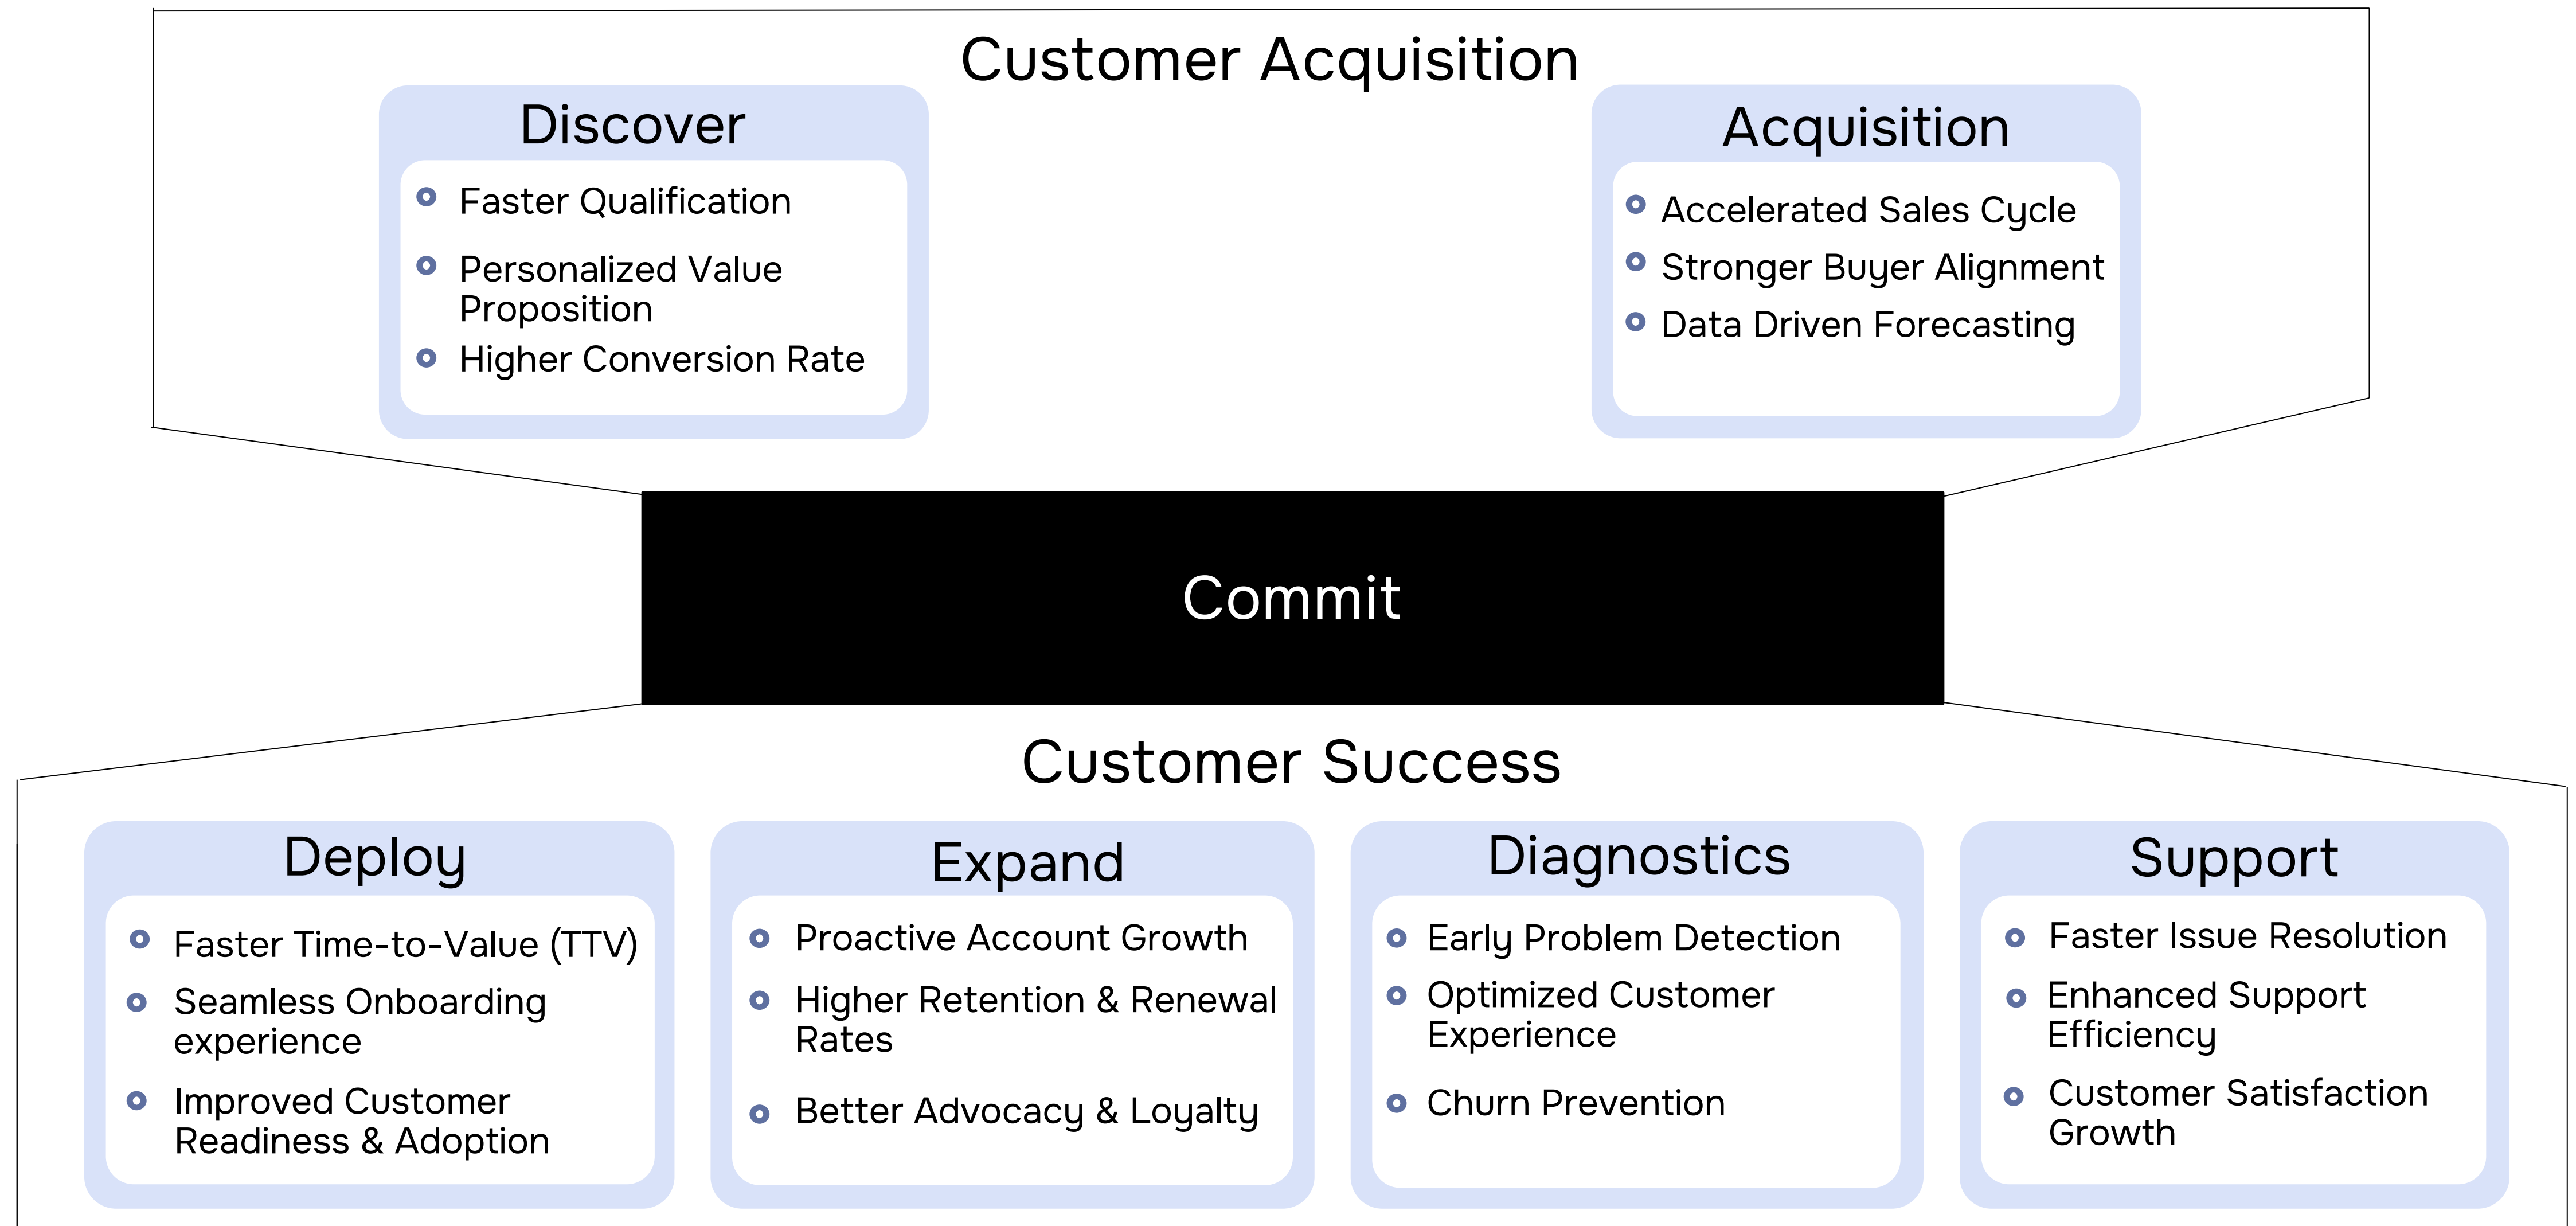 Customer Acquisition
Discover
Faster Qualification
Personalized Value
Proposition
Higher Conversion Rate
Acquisition
Accelerated Sales Cycle
Stronger Buyer Alignment
Data Driven Forecasting
Commit
Customer Success
Deploy
Faster Time-to-Value (TTV)
Seamless Onboarding
experience
Improved Customer
Readiness & Adoption
Expand
Proactive Account Growth
Higher Retention & Renewal
Rates
Better Advocacy & Loyalty
Diagnostics
Early Problem Detection
Optimized Customer
Experience
Churn Prevention
Support
Faster Issue Resolution
Enhanced Support
Efficiency
Customer Satisfaction
Growth